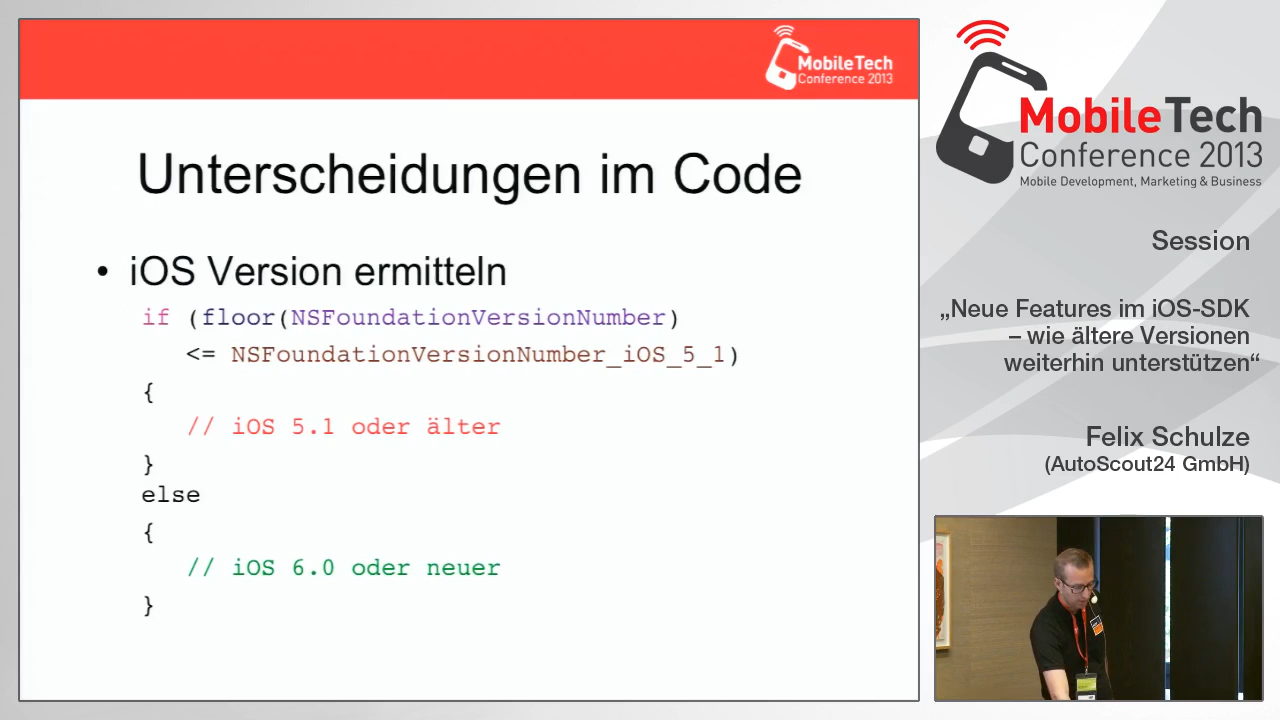 MobileTech
Conference 2013
Unterscheidungen im Code
• iOS Version ermitteln
if (floor(NSFoundationVersionNumber)
<= NSFoundationVersionNumber_iOS_5_1)
{
// iOS 5.1 oder älter
}
else
{
// iOS 6.0 oder neuer
}
MobileTech
Conference 2013
Mobile Development, Marketing & Business
Session
„Neue Features im iOS-SDK
– wie ältere Versionen
weiterhin unterstützen“
Felix Schulze
(AutoScout24 GmbH)